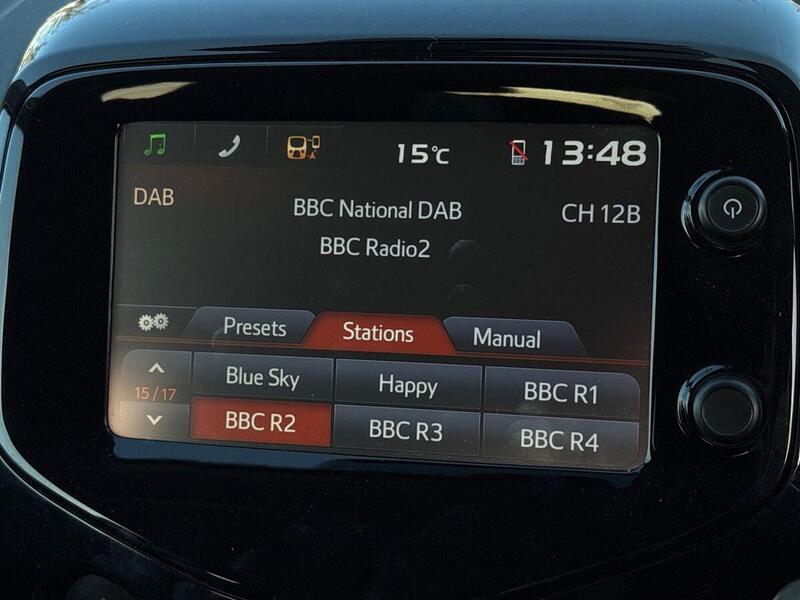 15°C 13:48
DAB BBC National DAB CH 12B
BBC Radio2
Presets Stations Manual
15/17 Blue Sky Happy BBC R1
BBC R2 BBC R3 BBC R4